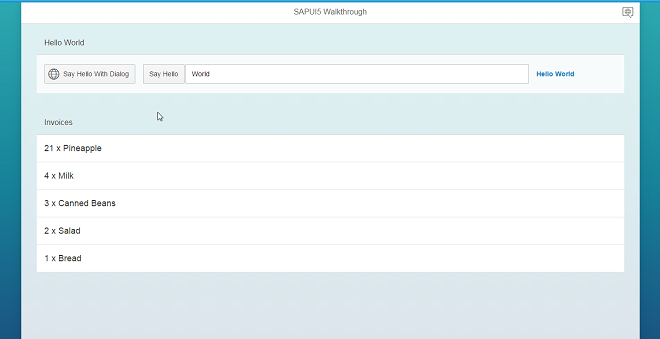 SAPUI5 Walkthrough
Hello World
Say Hello With Dialog Say Hello World Hello World
Invoices
21 x Pineapple
4 x Milk
3 x Canned Beans
2 x Salad
1 x Bread